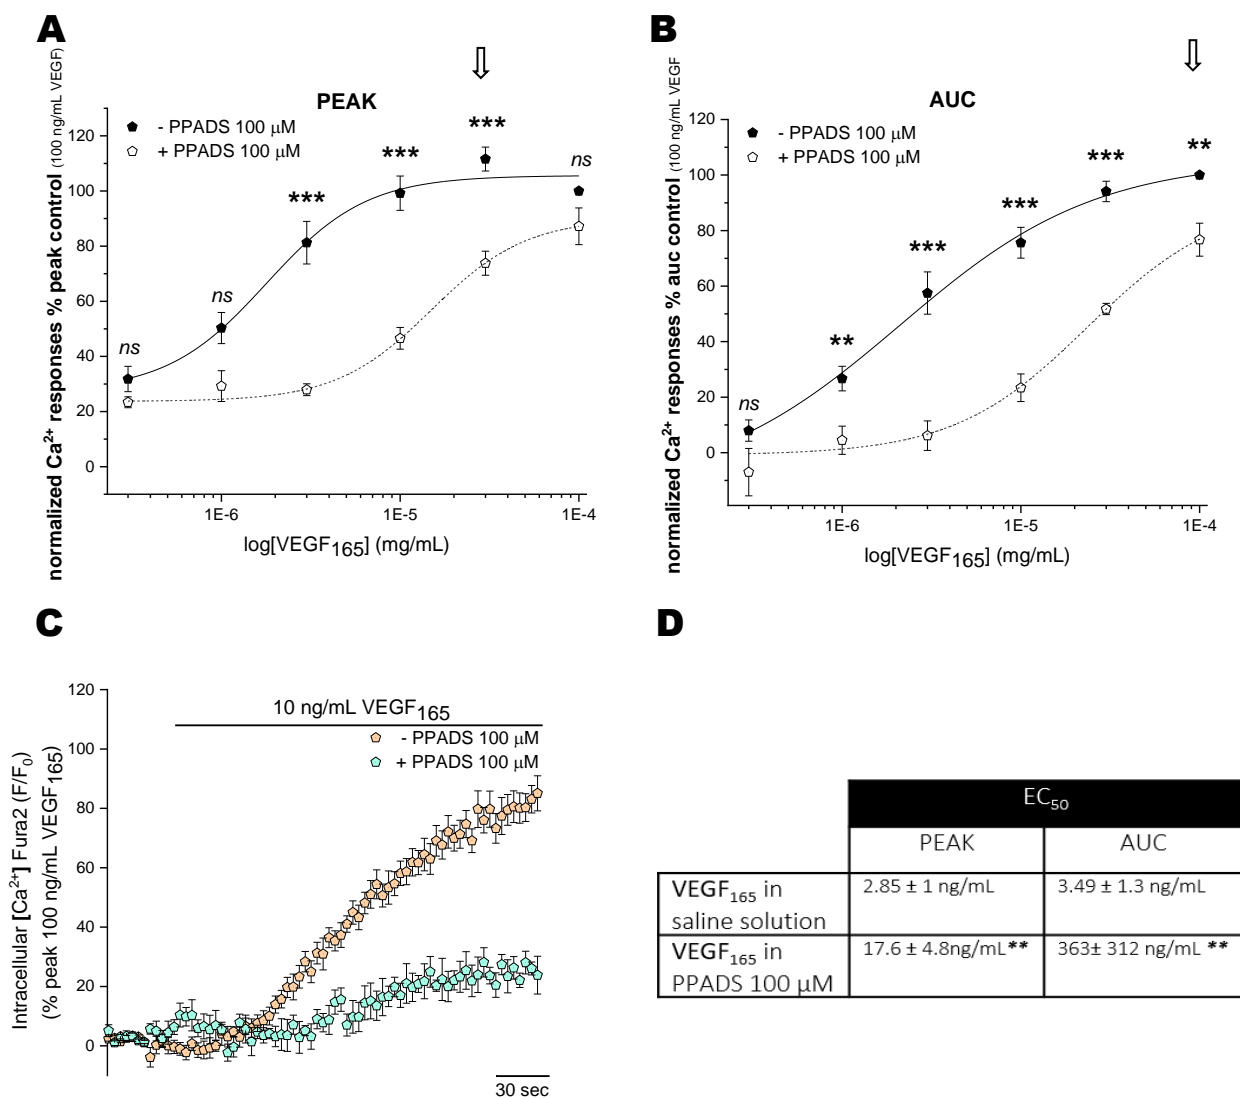 A
PEAK
- PPADS 100 μM
+ PPADS 100 μM
normalized Ca²⁺ responses % peak control (100 ng/mL VEGF)
120
100
80
60
40
20
0
ns
ns
***
***
***
ns
1E-6
1E-5
1E-4
log[VEGF₁₆₅] (mg/mL)
B
AUC
- PPADS 100 μM
+ PPADS 100 μM
normalized Ca²⁺ responses % auc control (100 ng/mL VEGF
120
100
80
60
40
20
0
ns
**
***
***
***
**
1E-6
1E-5
1E-4
log[VEGF₁₆₅] (mg/mL)
C
10 ng/mL VEGF₁₆₅
- PPADS 100 μM
+ PPADS 100 μM
Intracellular [Ca²⁺] Fura2 (F/F₀)
(% peak 100 ng/mL VEGF165)
120
100
80
60
40
20
0
30 sec
D
EC₅₀
PEAK
AUC
VEGF₁₆₅ in
saline solution
2.85 ± 1 ng/mL
3.49 ± 1.3 ng/mL
VEGF₁₆₅ in
PPADS 100 μM
17.6 ± 4.8ng/mL**
363± 312 ng/mL **